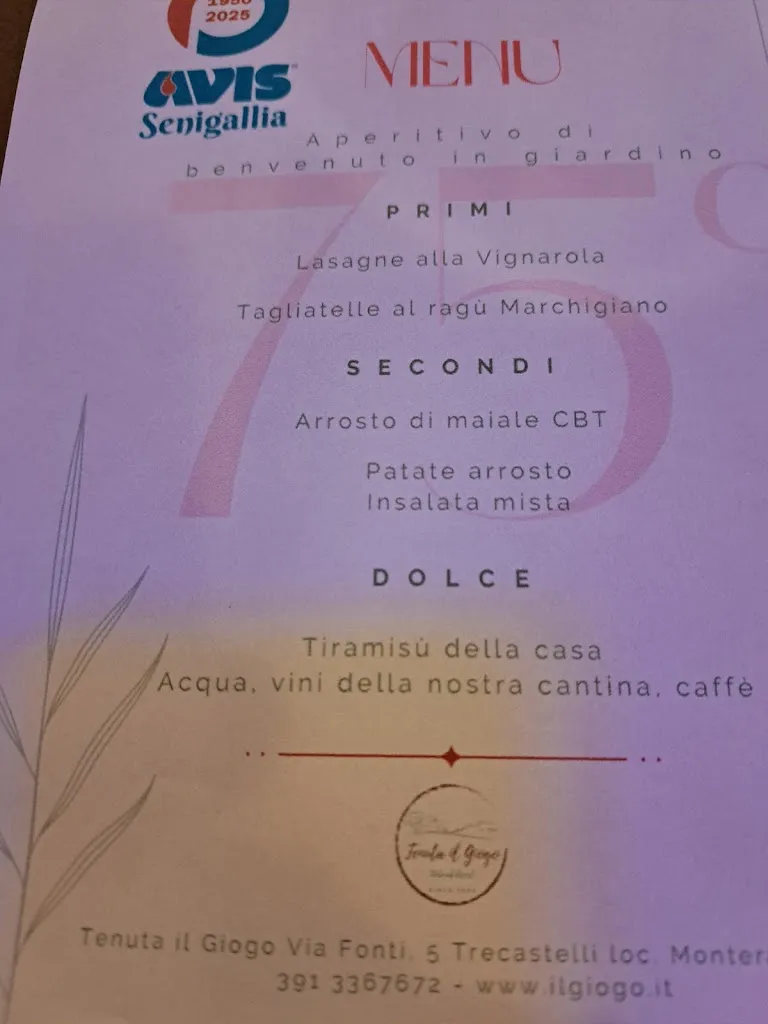 1950
2025
AVIS
Senigallia
MENU
Aperitivo di
benvenuto in giardino
75°
PRIMI
Lasagne alla Vignarola
Tagliatelle al ragù Marchigiano
SECONDI
Arrosto di maiale CBT
Patate arrosto
Insalata mista
DOLCE
Tiramisù della casa
Acqua, vini della nostra cantina, caffè
Tenuta il Giogo
Tenuta il Giogo Via Fonti, 5 Trecastelli loc. Montera
391 3367672 - www.ilgiogo.it